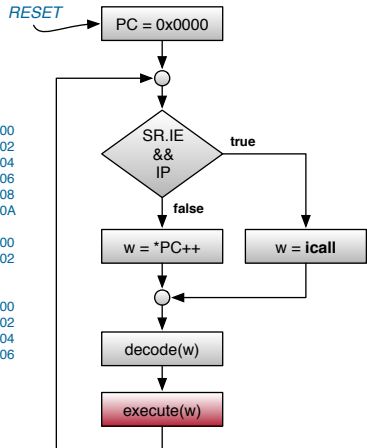 RESET
PC = 0x0000
SR.IE
&&
IP
true
false
w = *PC++
w = icall
decode(w)
execute(w)
00
02
04
06
08
0A
00
02
00
02
04
06